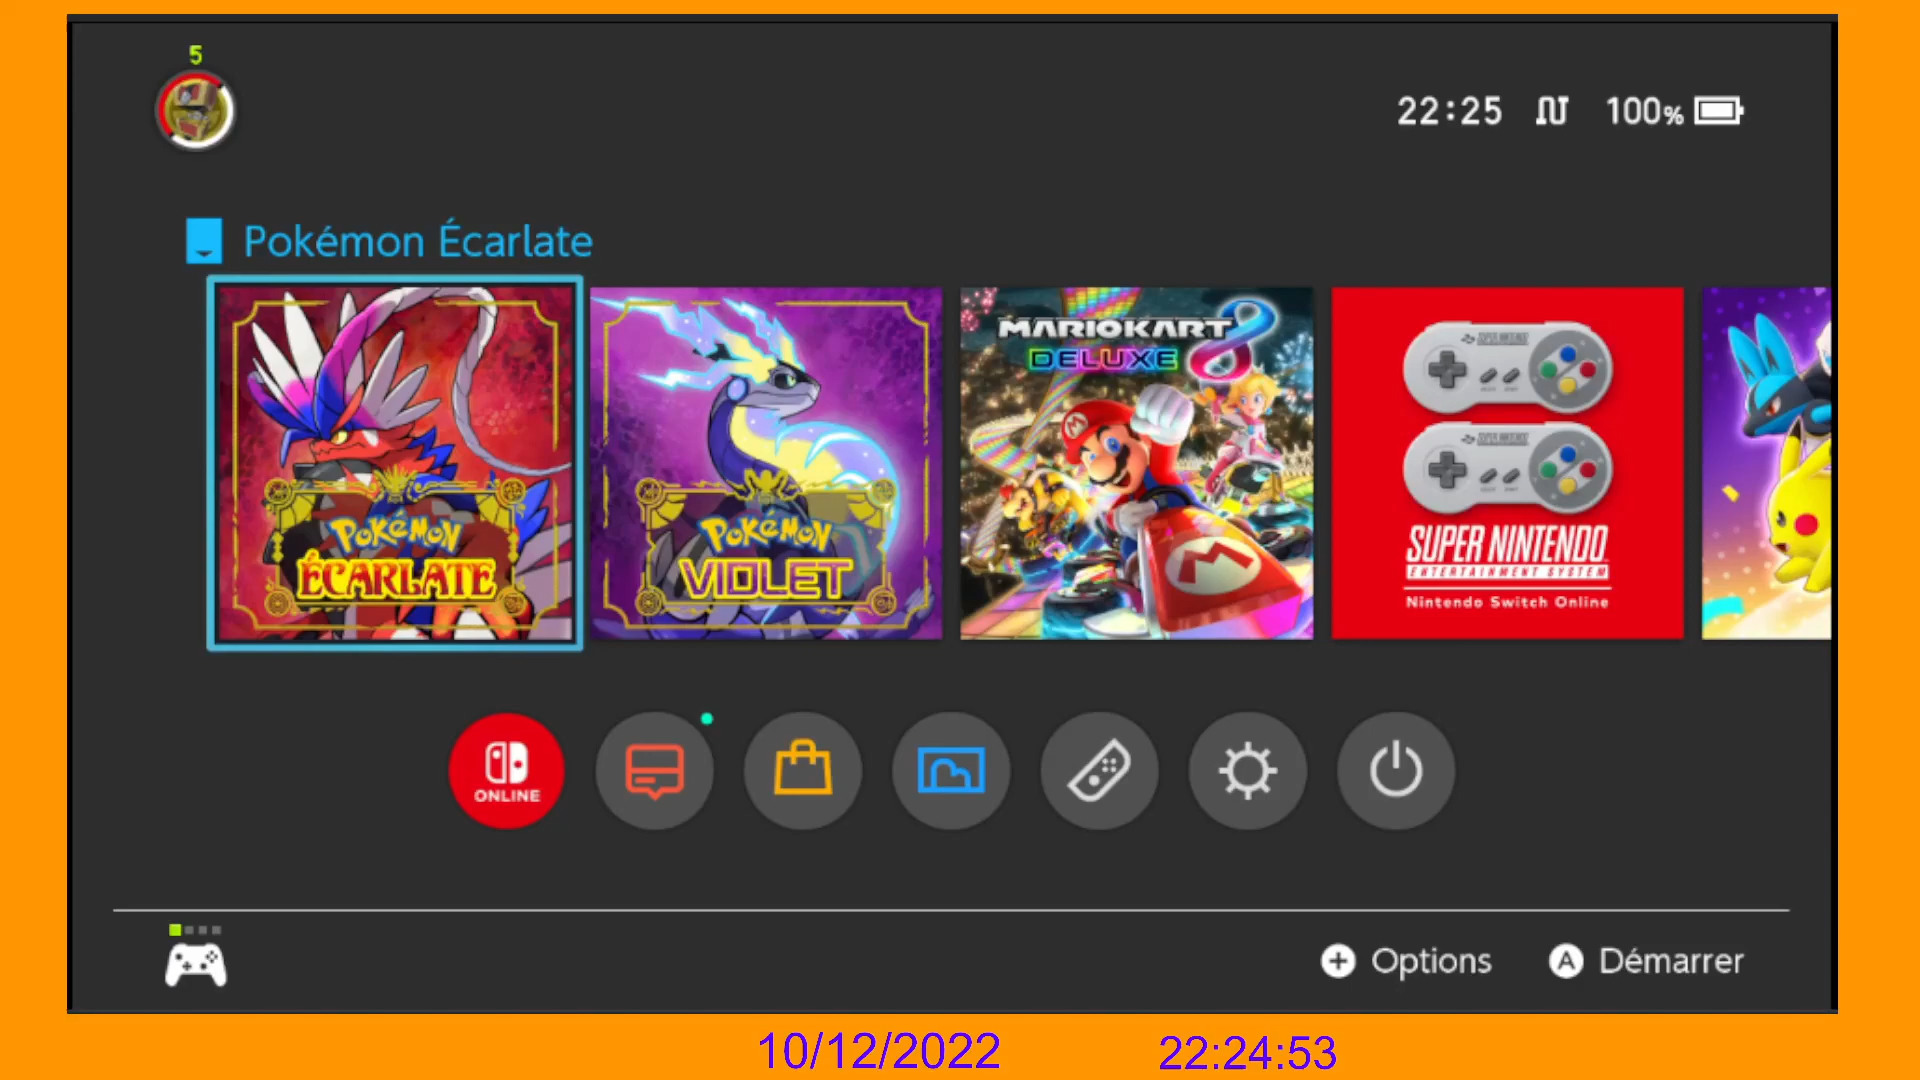 5
22:25 100%
Pokémon Écarlate
POKéMON
ÉCARLATE
POKéMON
VIOLET
MARIOKART 8
DELUXE
SUPER NINTENDO
ENTERTAINMENT SYSTEM
Nintendo Switch Online
ONLINE
+ Options A Démarrer
10/12/2022 22:24:53